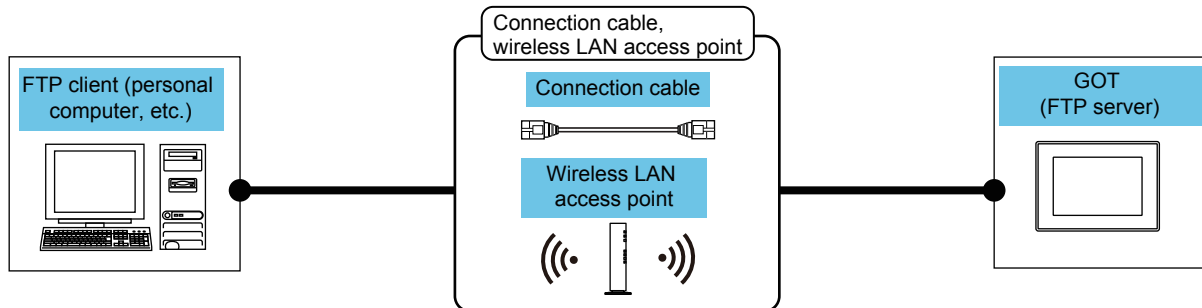 Connection cable,
wireless LAN access point
FTP client (personal
computer, etc.)
Connection cable
Wireless LAN
access point
GOT
(FTP server)